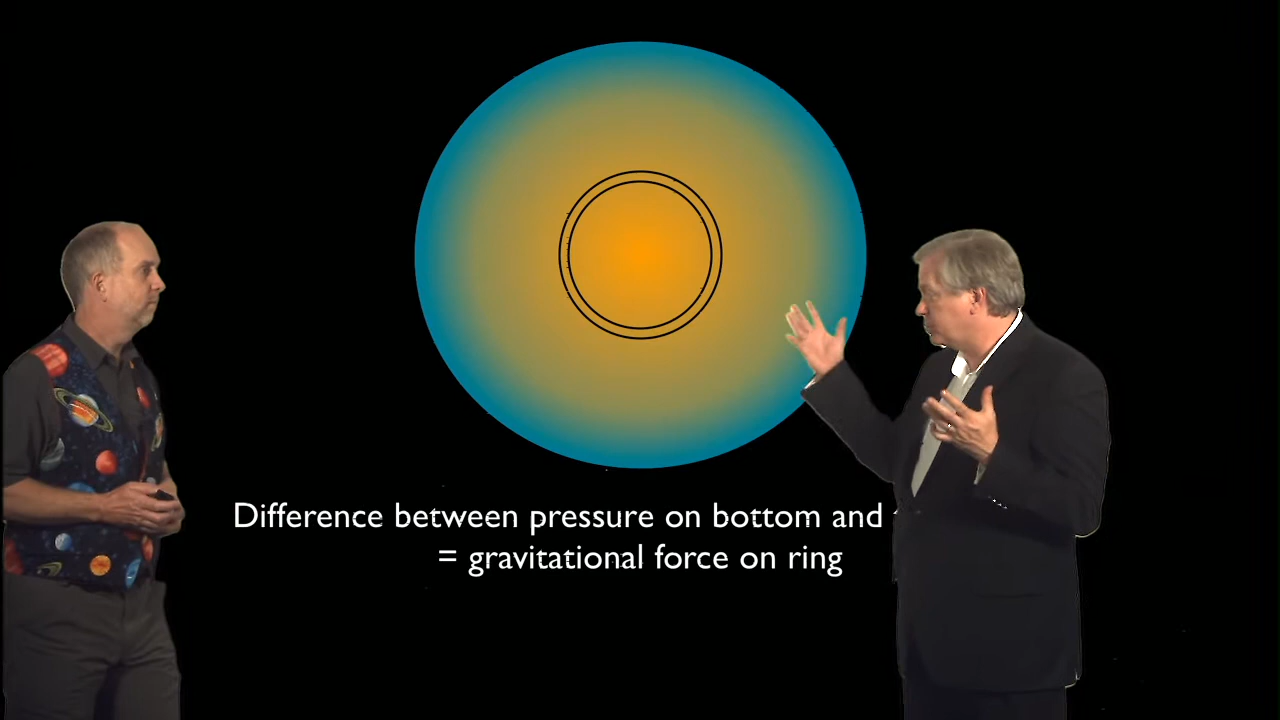 Difference between pressure on bottom and
= gravitational force on ring